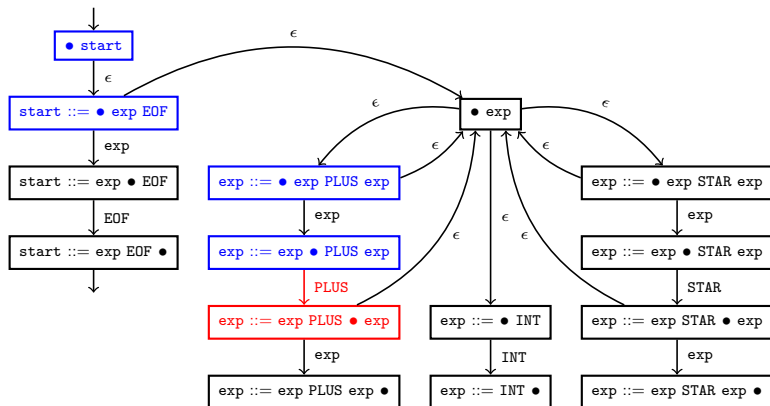 ● start
ϵ
ϵ
start ::= ● exp EOF
● exp
ϵ
ϵ
exp
ϵ
ϵ
start ::= exp ● EOF
exp ::= ● exp PLUS exp
exp ::= ● exp STAR exp
EOF
exp
ϵ
ϵ
ϵ
exp
start ::= exp EOF ●
exp ::= exp ● PLUS exp
exp ::= exp ● STAR exp
PLUS
STAR
exp ::= exp PLUS ● exp
exp ::= ● INT
exp ::= exp STAR ● exp
exp
INT
exp
exp ::= exp PLUS exp ●
exp ::= INT ●
exp ::= exp STAR exp ●